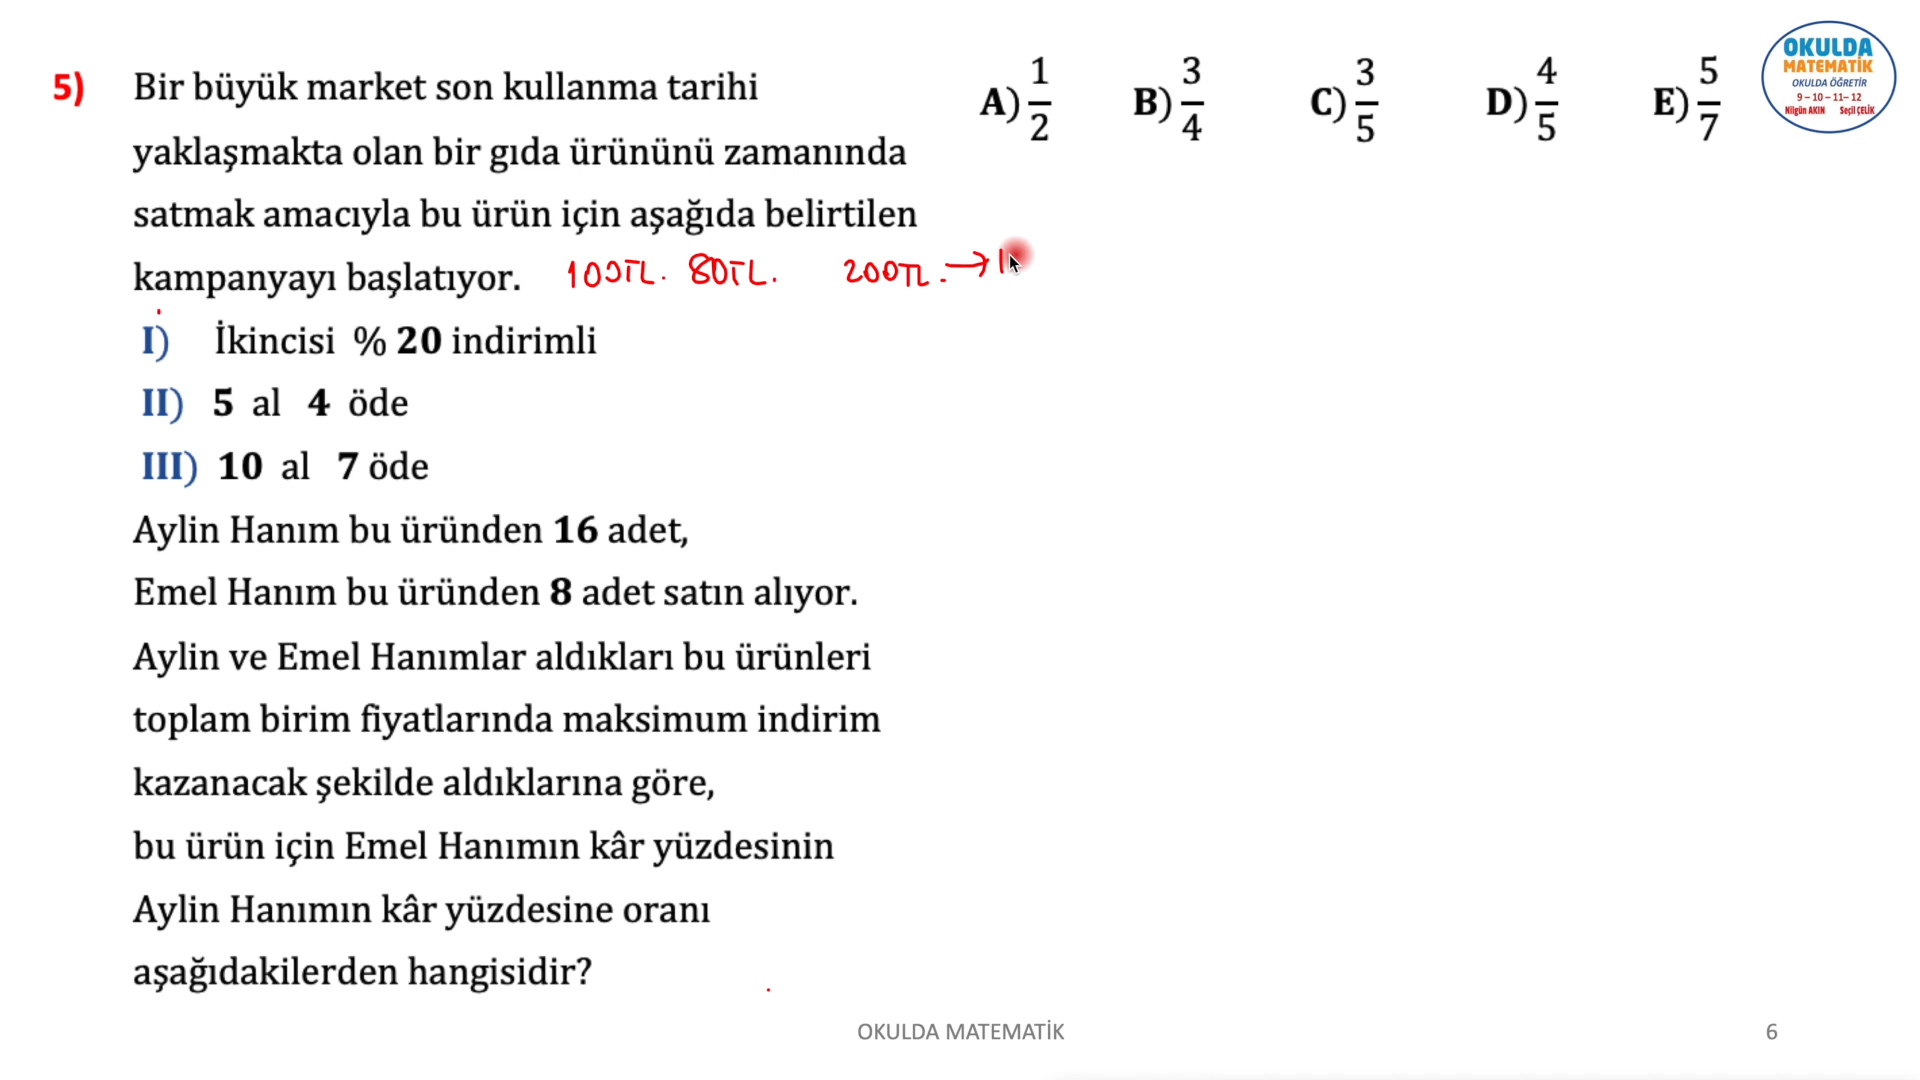 5) Bir büyük market son kullanma tarihi
yaklaşmakta olan bir gıda ürününü zamanında
satmak amacıyla bu ürün için aşağıda belirtilen
kampanyayı başlatıyor. 100TL. 80TL. 200TL. →
I) İkincisi % 20 indirimli
II) 5 al 4 öde
III) 10 al 7 öde
Aylin Hanım bu üründen 16 adet,
Emel Hanım bu üründen 8 adet satın alıyor.
Aylin ve Emel Hanımlar aldıkları bu ürünleri
toplam birim fiyatlarında maksimum indirim
kazanacak şekilde aldıklarına göre,
bu ürün için Emel Hanımın kâr yüzdesinin
Aylin Hanımın kâr yüzdesine oranı
aşağıdakilerden hangisidir?
A) 1/2 B) 3/4 C) 3/5 D) 4/5 E) 5/7
OKULDA
MATEMATİK
OKULDA ÖĞRETİR
9 – 10 – 11– 12
Nilgün AKIN Seçil ÇELİK
OKULDA MATEMATİK
6